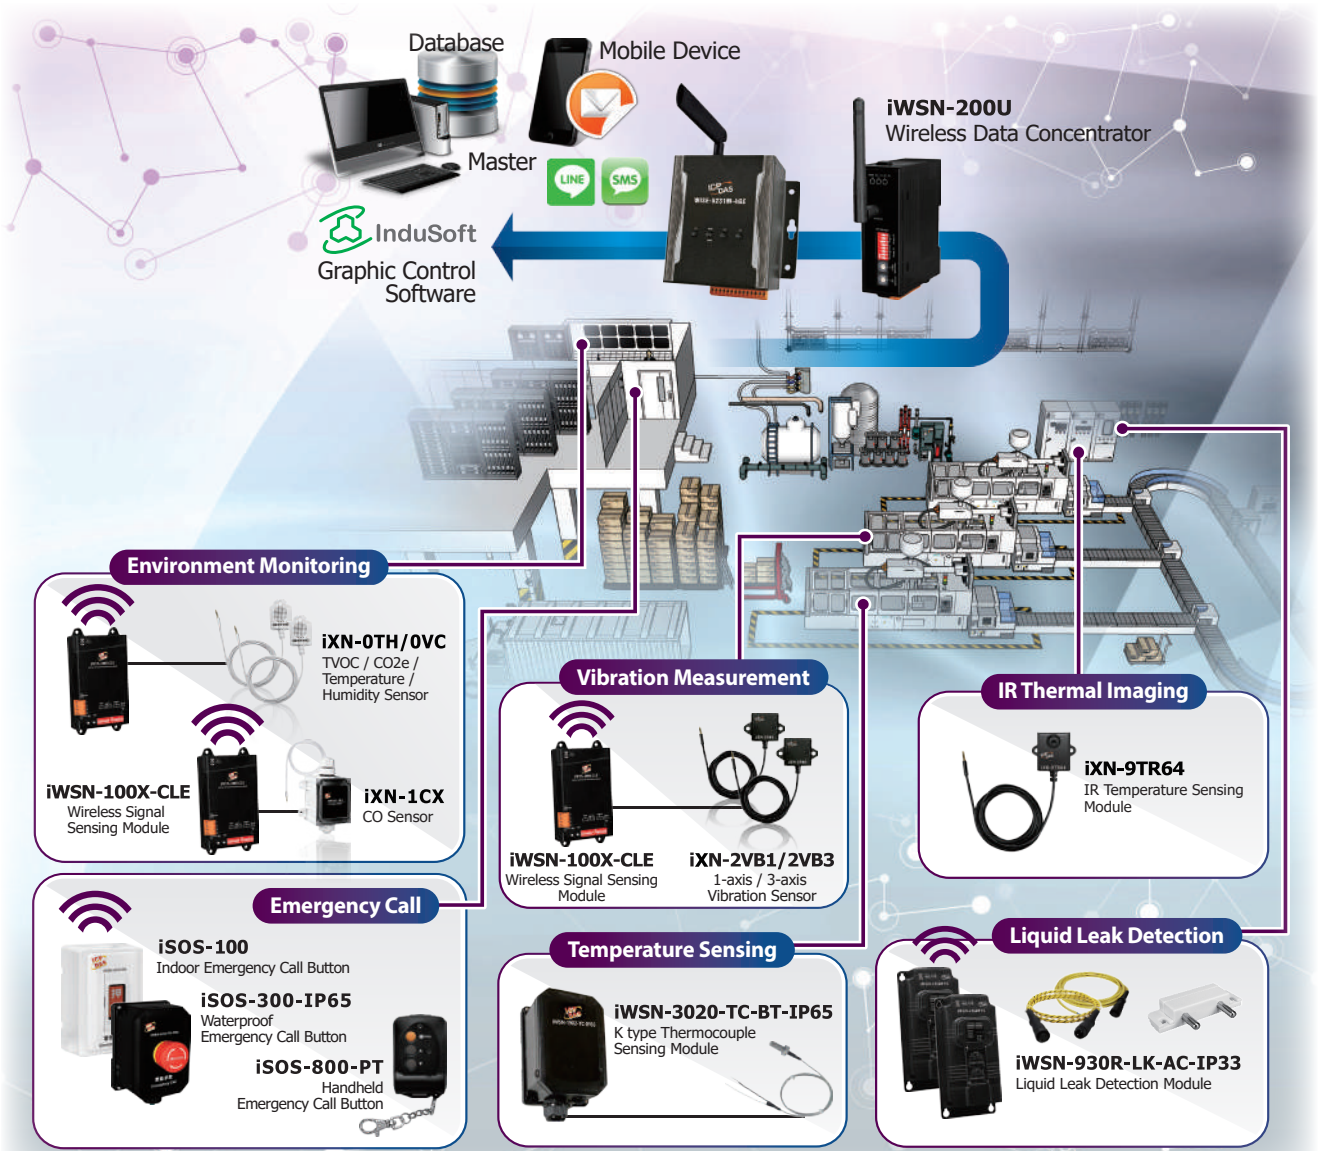 Database
Mobile Device
Master
LINE
SMS
iWSN-200U
Wireless Data Concentrator
ICP DAS
InduSoft
Graphic Control
Software
Environment Monitoring
iXN-0TH/0VC
TVOC / CO2e /
Temperature /
Humidity Sensor
iWSN-100X-CLE
Wireless Signal
Sensing Module
iXN-1CX
CO Sensor
Emergency Call
iSOS-100
Indoor Emergency Call Button
iSOS-300-IP65
Waterproof
Emergency Call Button
iSOS-800-PT
Handheld
Emergency Call Button
Vibration Measurement
iWSN-100X-CLE
Wireless Signal Sensing
Module
iXN-2VB1/2VB3
1-axis / 3-axis
Vibration Sensor
Temperature Sensing
iWSN-3020-TC-BT-IP65
K type Thermocouple
Sensing Module
IR Thermal Imaging
iXN-9TR64
IR Temperature Sensing
Module
Liquid Leak Detection
iWSN-930R-LK-AC-IP33
Liquid Leak Detection Module